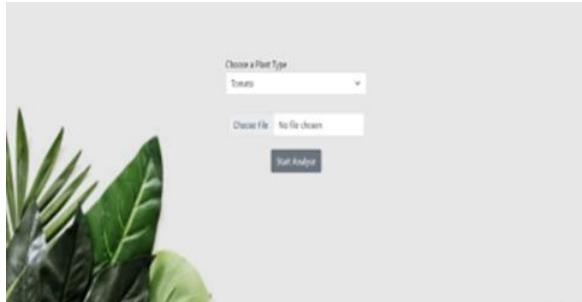 Choose a Plant Type
Tomato
Choose File No file chosen
Start Analyse